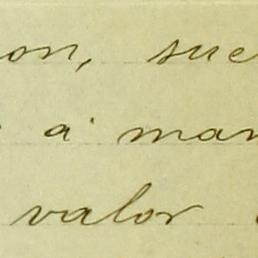 on, sue
a man
valor